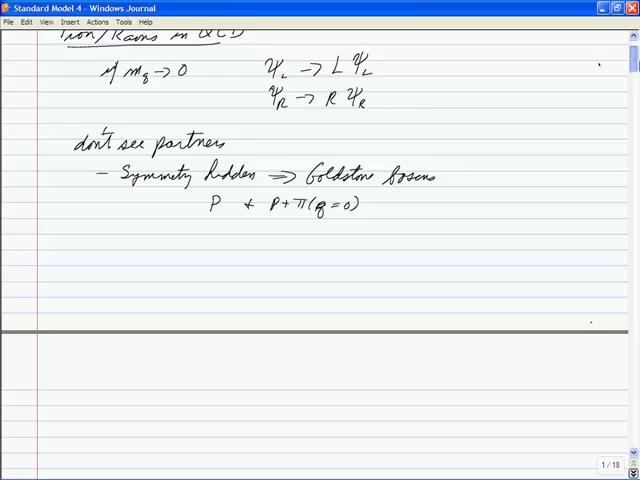 Standard Model 4 - Windows Journal
File Edit View Insert Actions Tools Help
Pion/Kaons in QCD
if m_q → 0 Ψ_L → L Ψ_L
Ψ_R → R Ψ_R
don't see partners
- Symmetry hidden ⇒ Goldstone bosons
P + P + π(q = 0)
1 / 18